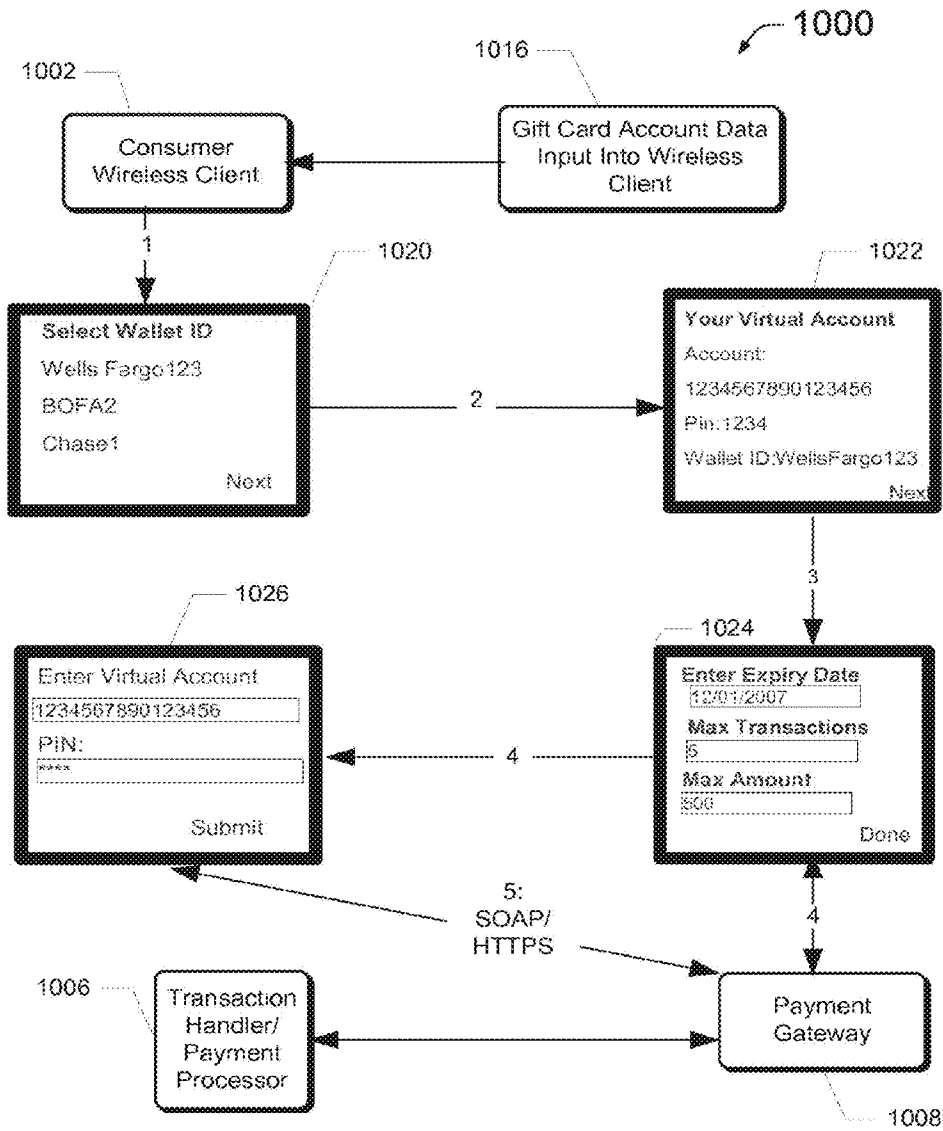 1000
1002
1016
Consumer
Wireless Client
Gift Card Account Data
Input Into Wireless
Client
1
1020
1022
Select Wallet ID
Wells Fargo123
BOFA2
Chase1
Next
2
Your Virtual Account
Account:
1234567890123456
Pin:1234
Wallet ID:WellsFargo123
Next
3
1026
1024
Enter Virtual Account
1234567890123456
PIN:
****
Submit
4
Enter Expiry Date
12/01/2007
Max Transactions
5
Max Amount
500
Done
5:
SOAP/
HTTPS
4
1006
Transaction
Handler/
Payment
Processor
Payment
Gateway
1008